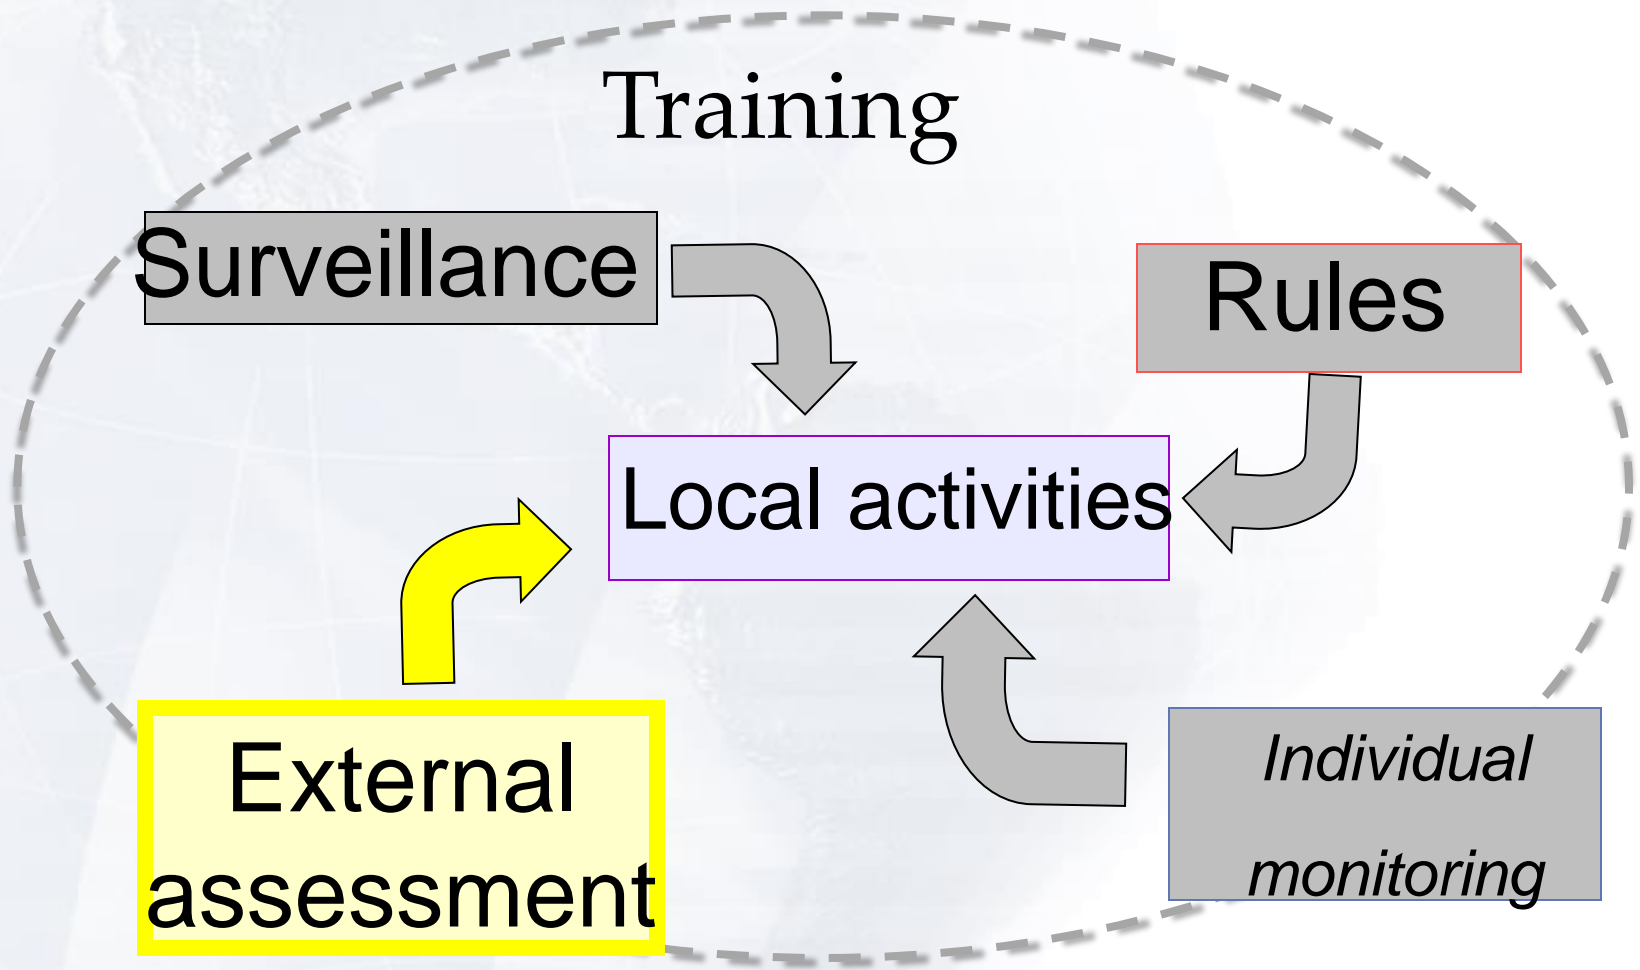 Training
Surveillance
Rules
Local activities
External
assessment
Individual
monitoring